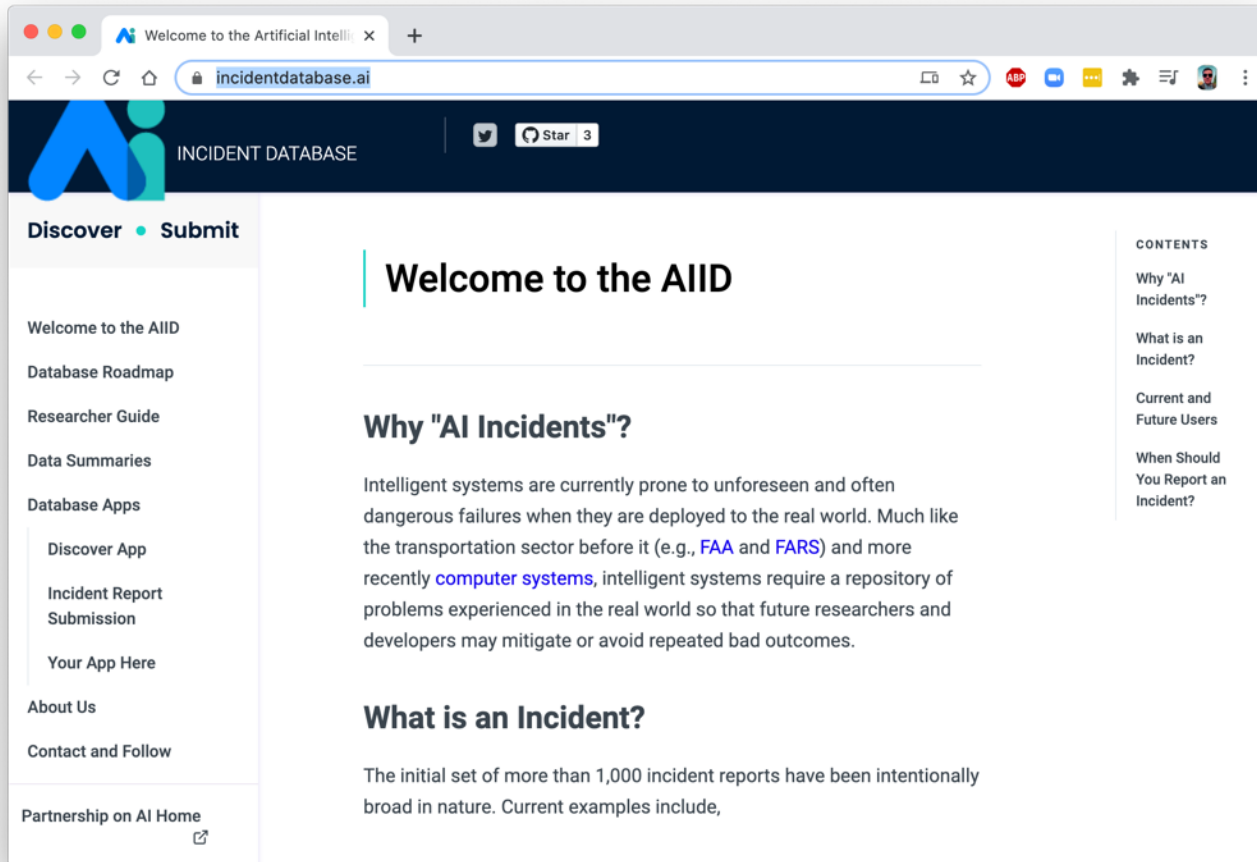 Welcome to the Artificial Intelli
incidentdatabase.ai
ABP
Ai
INCIDENT DATABASE
Star 3
Discover • Submit
Welcome to the AIID
Database Roadmap
Researcher Guide
Data Summaries
Database Apps
Discover App
Incident Report
Submission
Your App Here
About Us
Contact and Follow
Partnership on AI Home
Welcome to the AIID
Why "AI Incidents"?
Intelligent systems are currently prone to unforeseen and often
dangerous failures when they are deployed to the real world. Much like
the transportation sector before it (e.g., FAA and FARS) and more
recently computer systems, intelligent systems require a repository of
problems experienced in the real world so that future researchers and
developers may mitigate or avoid repeated bad outcomes.
What is an Incident?
The initial set of more than 1,000 incident reports have been intentionally
broad in nature. Current examples include,
CONTENTS
Why "AI
Incidents"?
What is an
Incident?
Current and
Future Users
When Should
You Report an
Incident?